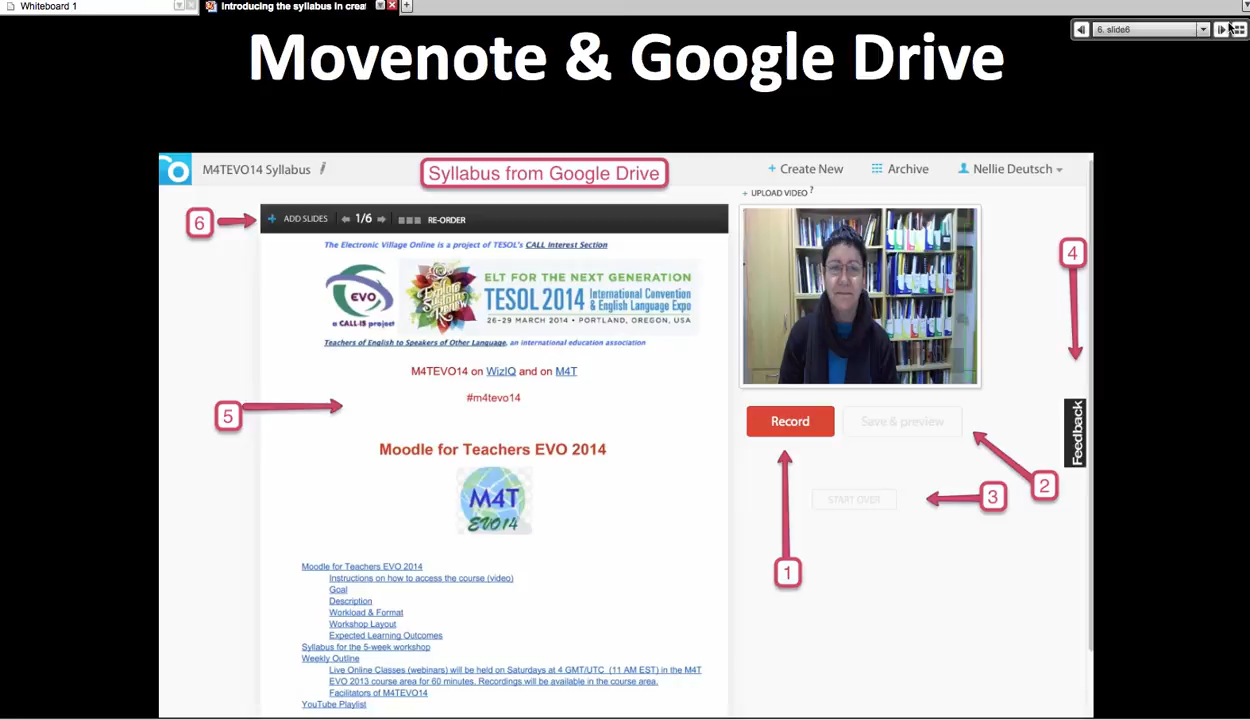 Whiteboard 1
Introducing the syllabus in creat
6. slide6
Movenote & Google Drive
M4TEVO14 Syllabus
Syllabus from Google Drive
+ Create New
Archive
Nellie Deutsch
+ UPLOAD VIDEO ?
6
+ ADD SLIDES
1/6
RE-ORDER
The Electronic Village Online is a project of TESOL's CALL Interest Section
EVO
a CALL-IS project
Explore Sustain Renew
ELT FOR THE NEXT GENERATION
TESOL 2014 International Convention & English Language Expo
26-29 MARCH 2014 • PORTLAND, OREGON, USA
Teachers of English to Speakers of Other Language, an international education association
M4TEVO14 on WizIQ and on M4T
#m4tevo14
5
Moodle for Teachers EVO 2014
M4T
EVO14
Moodle for Teachers EVO 2014
Instructions on how to access the course (video)
Goal
Description
Workload & Format
Workshop Layout
Expected Learning Outcomes
Syllabus for the 5-week workshop
Weekly Outline
Live Online Classes (webinars) will be held on Saturdays at 4 GMT/UTC (11 AM EST) in the M4T
EVO 2013 course area for 60 minutes. Recordings will be available in the course area.
Facilitators of M4TEVO14
YouTube Playlist
4
Record
Save & preview
Feedback
2
START OVER
3
1